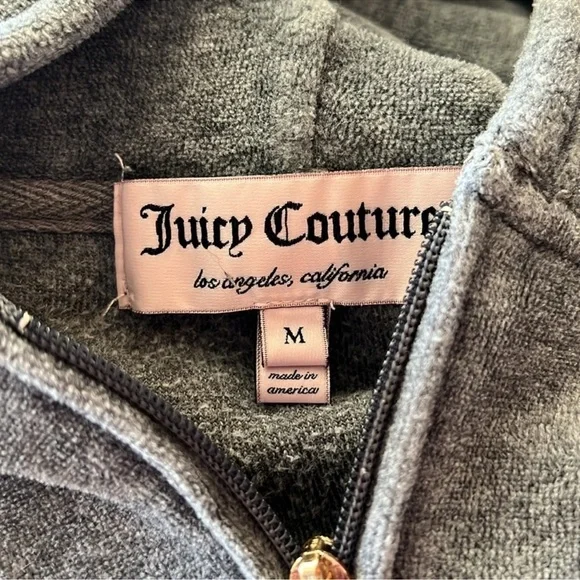 Juicy Couture
los angeles, california
M
made in
america